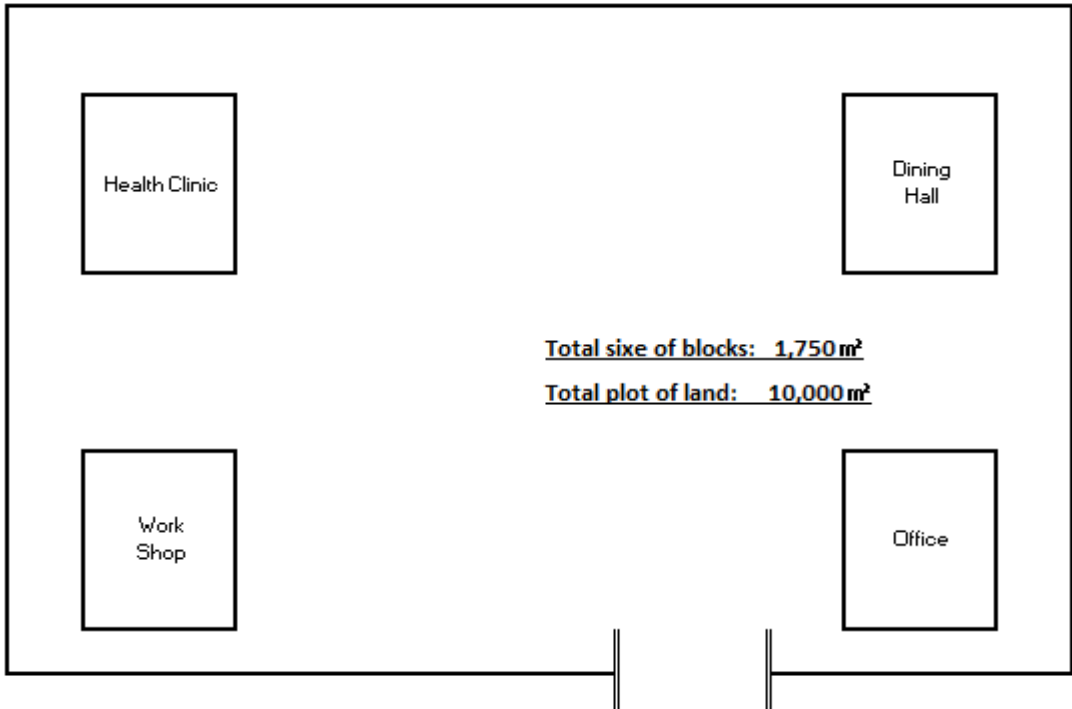 Health Clinic
Dining
Hall
Total sixe of blocks: 1,750 m²
Total plot of land: 10,000 m²
Work
Shop
Office